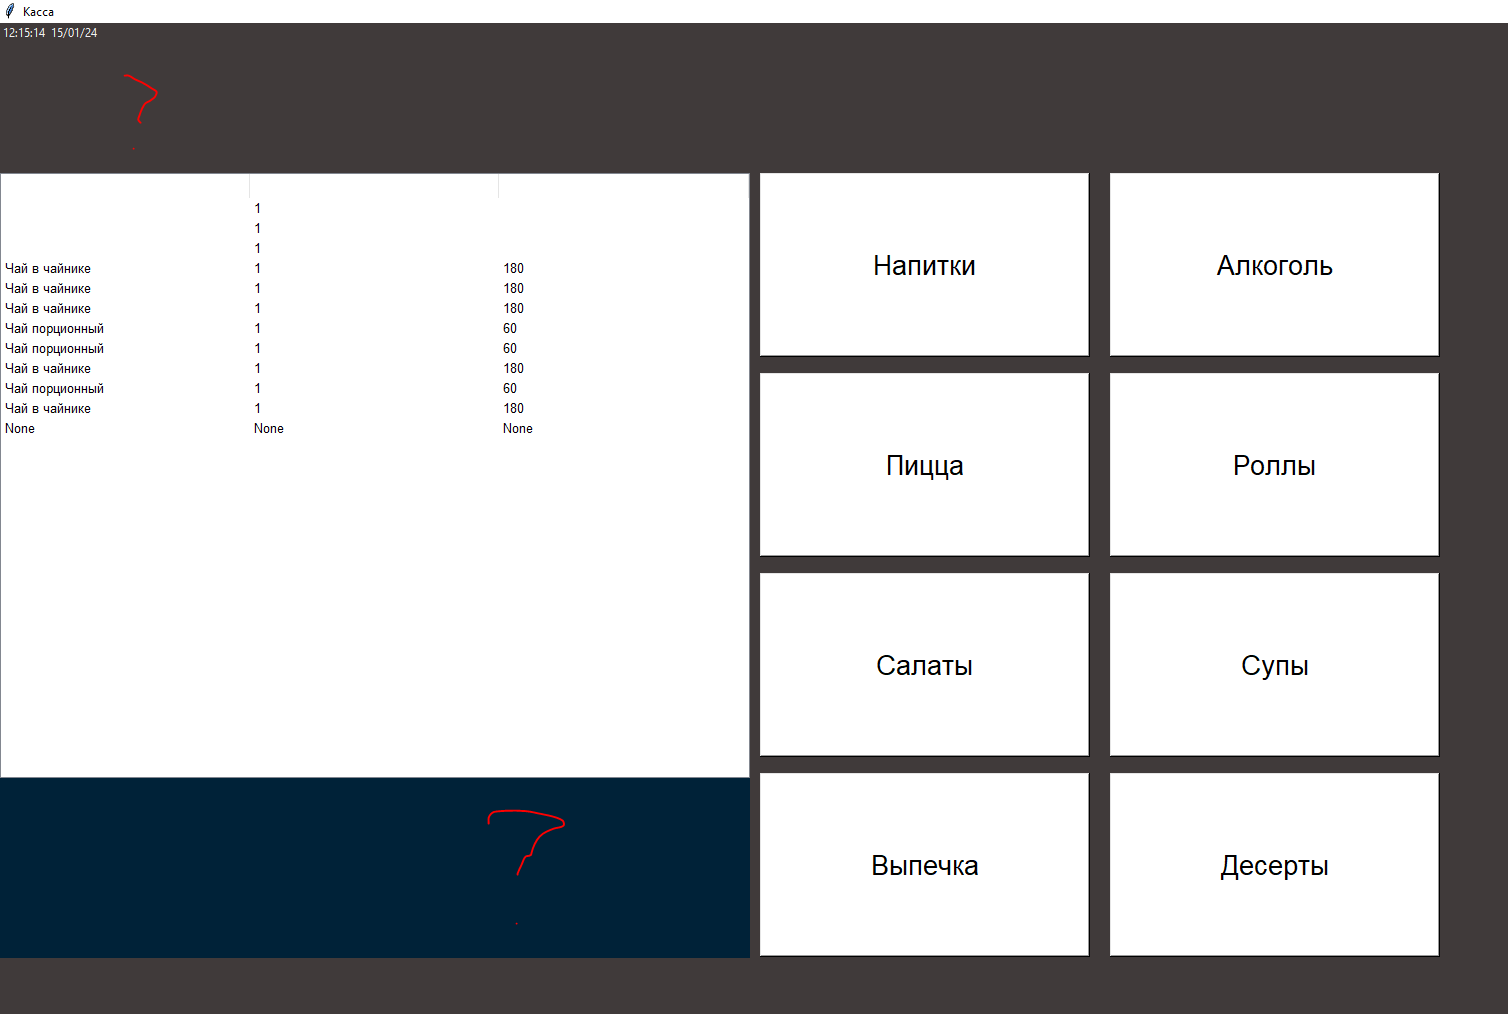 Касса
12:15:14 15/01/24
?
1
1
1
Чай в чайнике 1 180
Чай в чайнике 1 180
Чай в чайнике 1 180
Чай порционный 1 60
Чай порционный 1 60
Чай в чайнике 1 180
Чай порционный 1 60
Чай в чайнике 1 180
None None None
?
Напитки Алкоголь
Пицца Роллы
Салаты Супы
Выпечка Десерты